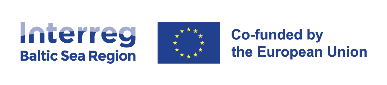 Interreg
Baltic Sea Region
Co-funded by
the European Union